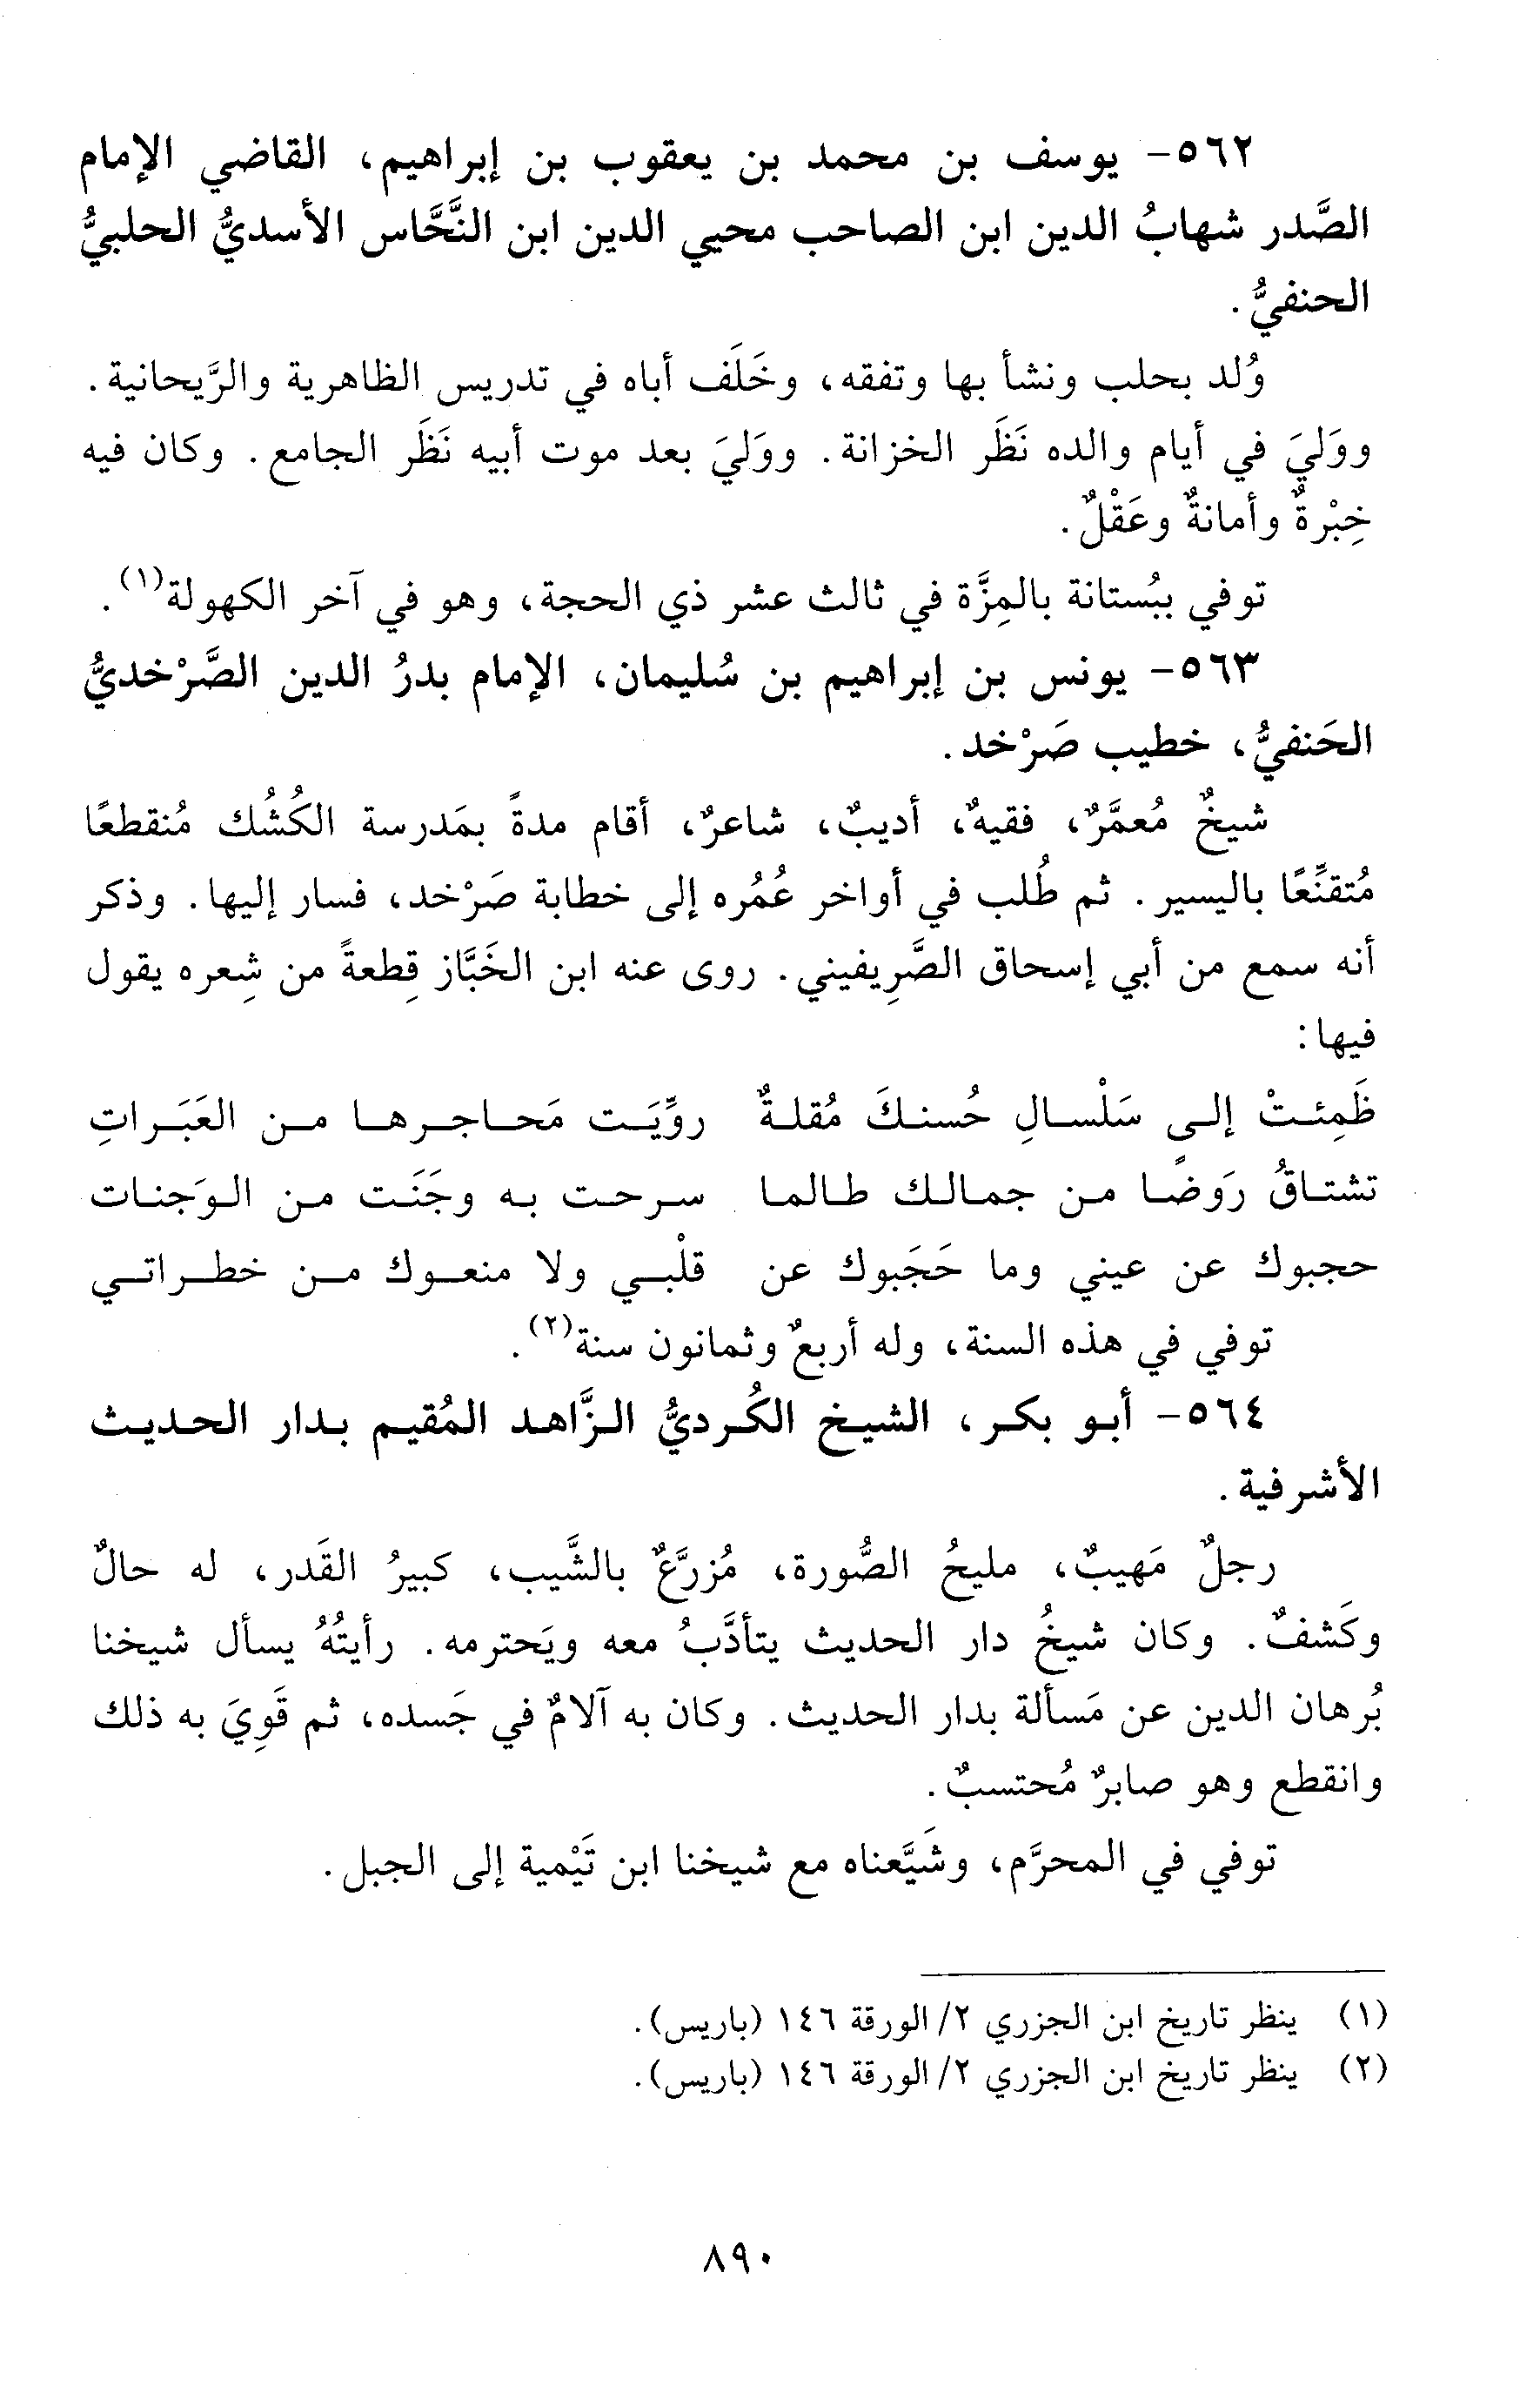 ٥٦٢- يوسف بن محمد بن يعقوب بن إبراهيم، القاضي الإمام
الصَّدر شهابُ الدين ابن الصاحب محيي الدين ابن النَّحَّاس الأسديُّ الحلبيُّ
الحنفيُّ.
وُلد بحلب ونشأ بها وتفقه، وخَلَف أباه في تدريس الظاهرية والرَّيحانية.
ووَليَ في أيام والده نَظَر الخزانة. ووَليَ بعد موت أبيه نَظَر الجامع. وكان فيه
خِبْرةٌ وأمانةٌ وعَقْلٌ.
توفي ببُستانة بالمِزَّة في ثالث عشر ذي الحجة، وهو في آخر الكهولة(١).
٥٦٣- يونس بن إبراهيم بن سُليمان، الإمام بدرُ الدين الصَّرْخديُّ
الحَنفيُّ، خطيب صَرْخد.
شيخٌ مُعمَّرٌ، فقيهٌ، أديبٌ، شاعرٌ، أقام مدةً بمَدرسة الكُشُك مُنقطعًا
مُتقنِّعًا باليسير. ثم طُلب في أواخر عُمُره إلى خطابة صَرْخد، فسار إليها. وذكر
أنه سمع من أبي إسحاق الصَّرِيفيني. روى عنه ابن الخَبَّاز قِطعةً من شِعره يقول
فيها:
ظَمِئتْ إلى سَلْسالِ حُسنكَ مُقلةٌ روِّيَت مَحاجرها من العَبَراتِ
تشتاقُ رَوضًا من جمالك طالما سرحت به وجَنَت من الوَجنات
حجبوك عن عيني وما حَجَبوك عن قلْبي ولا منعوك من خطراتي
توفي في هذه السنة، وله أربعٌ وثمانون سنة(٢).
٥٦٤- أبو بكر، الشيخ الكُرديُّ الزَّاهد المُقيم بدار الحديث
الأشرفية.
رجلٌ مَهيبٌ، مليحُ الصُّورة، مُزرَّعٌ بالشَّيب، كبيرُ القَدر، له حالٌ
وكَشفٌ. وكان شيخُ دار الحديث يتأدَّبُ معه ويَحترمه. رأيتُهُ يسأل شيخنا
بُرهان الدين عن مَسألة بدار الحديث. وكان به آلامٌ في جَسده، ثم قَوِيَ به ذلك
وانقطع وهو صابرٌ مُحتسبٌ.
توفي في المحرَّم، وشَيَّعناه مع شيخنا ابن تَيْمية إلى الجبل.
(١) ينظر تاريخ ابن الجزري ٢/ الورقة ١٤٦ (باريس).
(٢) ينظر تاريخ ابن الجزري ٢/ الورقة ١٤٦ (باريس).
٨٩٠